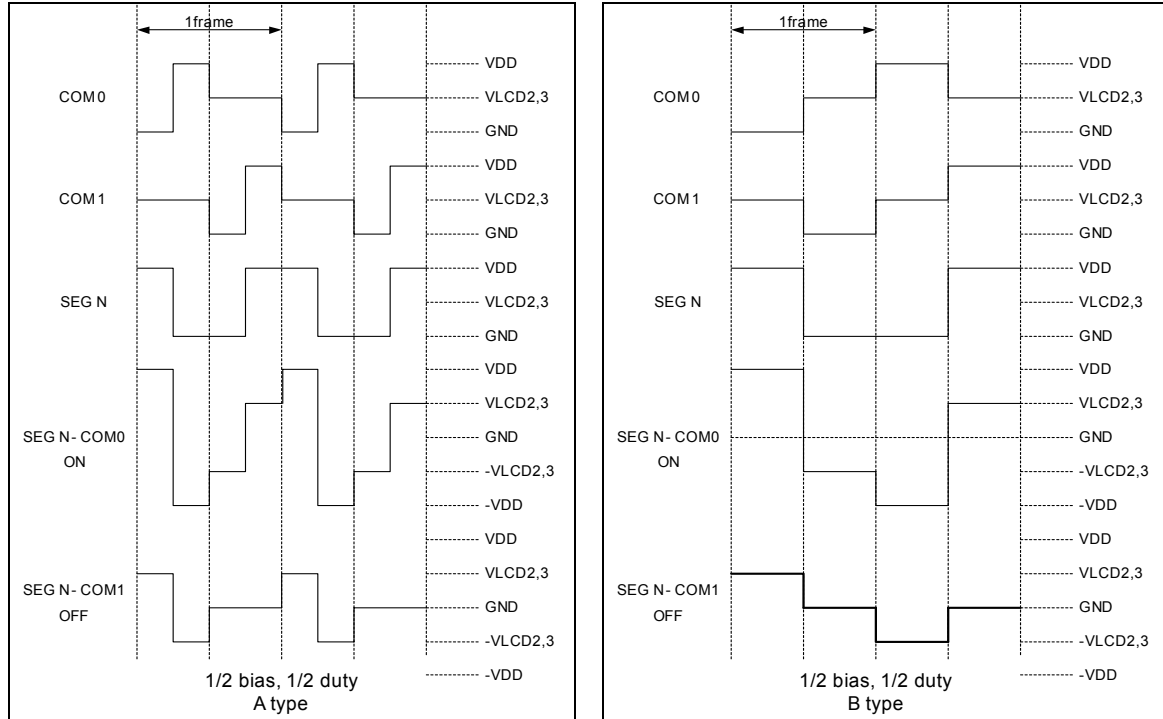 1frame
COM0
VDD
VLCD2,3
GND
COM1
VDD
VLCD2,3
GND
SEG N
VDD
VLCD2,3
GND
SEG N- COM0
ON
VDD
VLCD2,3
GND
-VLCD2,3
-VDD
SEG N- COM1
OFF
VDD
VLCD2,3
GND
-VLCD2,3
-VDD
1/2 bias, 1/2 duty
A type
1frame
COM0
VDD
VLCD2,3
GND
COM1
VDD
VLCD2,3
GND
SEG N
VDD
VLCD2,3
GND
SEG N- COM0
ON
VDD
VLCD2,3
GND
-VLCD2,3
-VDD
SEG N- COM1
OFF
VDD
VLCD2,3
GND
-VLCD2,3
-VDD
1/2 bias, 1/2 duty
B type